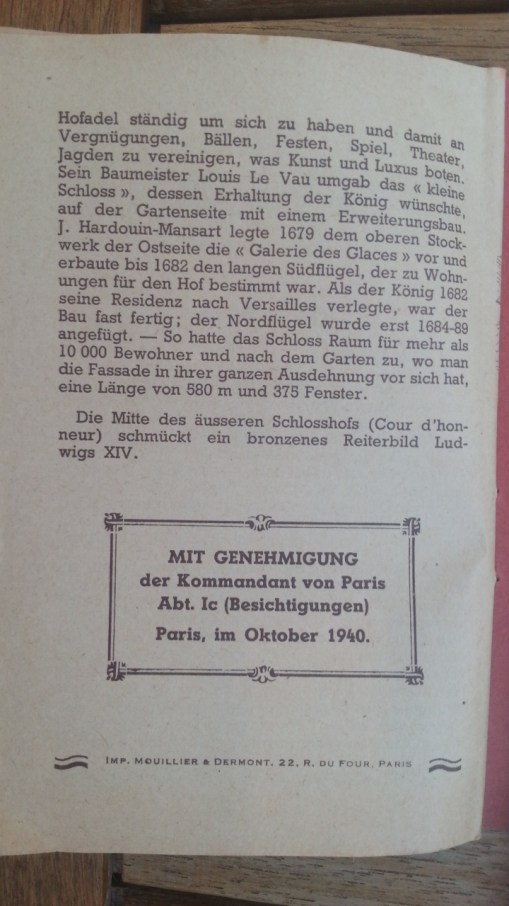 Hofadel ständig um sich zu haben und damit an
Vergnügungen, Bällen, Festen, Spiel, Theater,
Jagden zu vereinigen, was Kunst und Luxus boten.
Sein Baumeister Louis Le Vau umgab das « kleine
Schloss », dessen Erhaltung der König wünschte,
auf der Gartenseite mit einem Erweiterungsbau.
J. Hardouin-Mansart legte 1679 dem oberen Stock-
werk der Ostseite die « Galerie des Glaces » vor und
erbaute bis 1682 den langen Südflügel, der zu Wohn-
ungen für den Hof bestimmt war. Als der König 1682
seine Residenz nach Versailles verlegte, war der
Bau fast fertig; der Nordflügel wurde erst 1684-89
angefügt. — So hatte das Schloss Raum für mehr als
10 000 Bewohner und nach dem Garten zu, wo man
die Fassade in ihrer ganzen Ausdehnung vor sich hat,
eine Länge von 580 m und 375 Fenster.
Die Mitte des äusseren Schlosshofs (Cour d'hon-
neur) schmückt ein bronzenes Reiterbild Lud-
wigs XIV.
MIT GENEHMIGUNG
der Kommandant von Paris
Abt. Ic (Besichtigungen)
Paris, im Oktober 1940.
IMP. MOUILLIER & DERMONT, 22, R. DU FOUR, PARIS